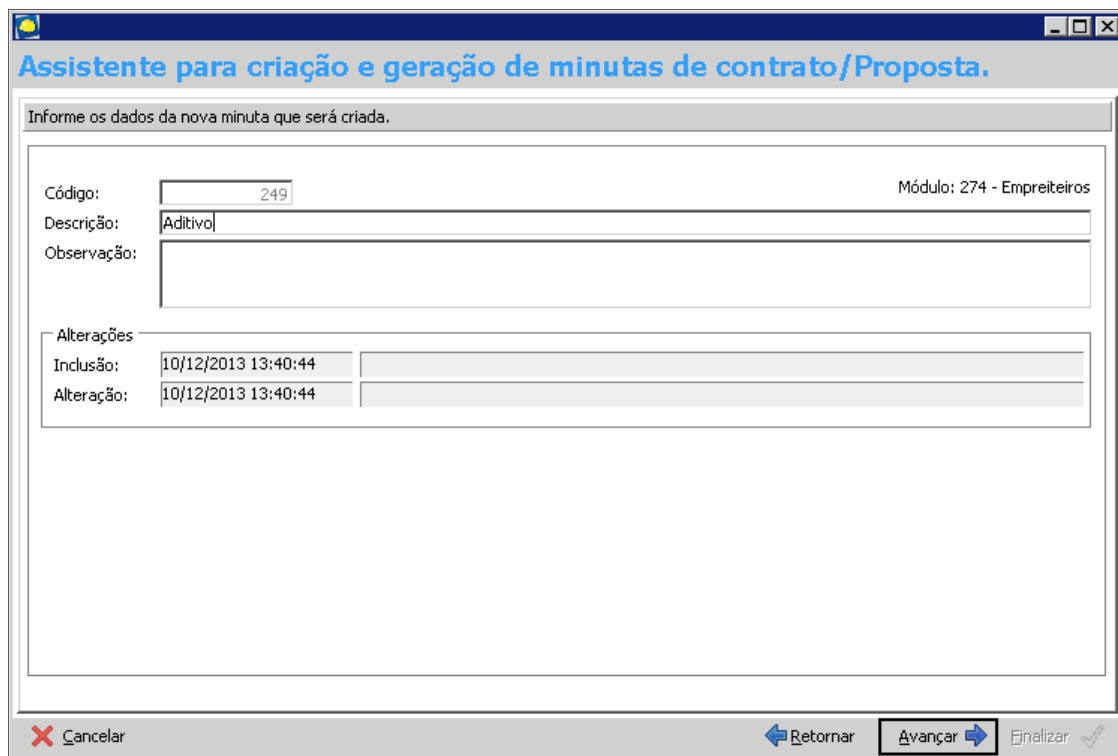 Assistente para criação e geração de minutas de contrato/Proposta.
Informe os dados da nova minuta que será criada.
Código: 249 Módulo: 274 - Empreiteiros
Descrição: Aditivo
Observação:
Alterações
Inclusão: 10/12/2013 13:40:44
Alteração: 10/12/2013 13:40:44
Cancelar Retornar Avançar Finalizar